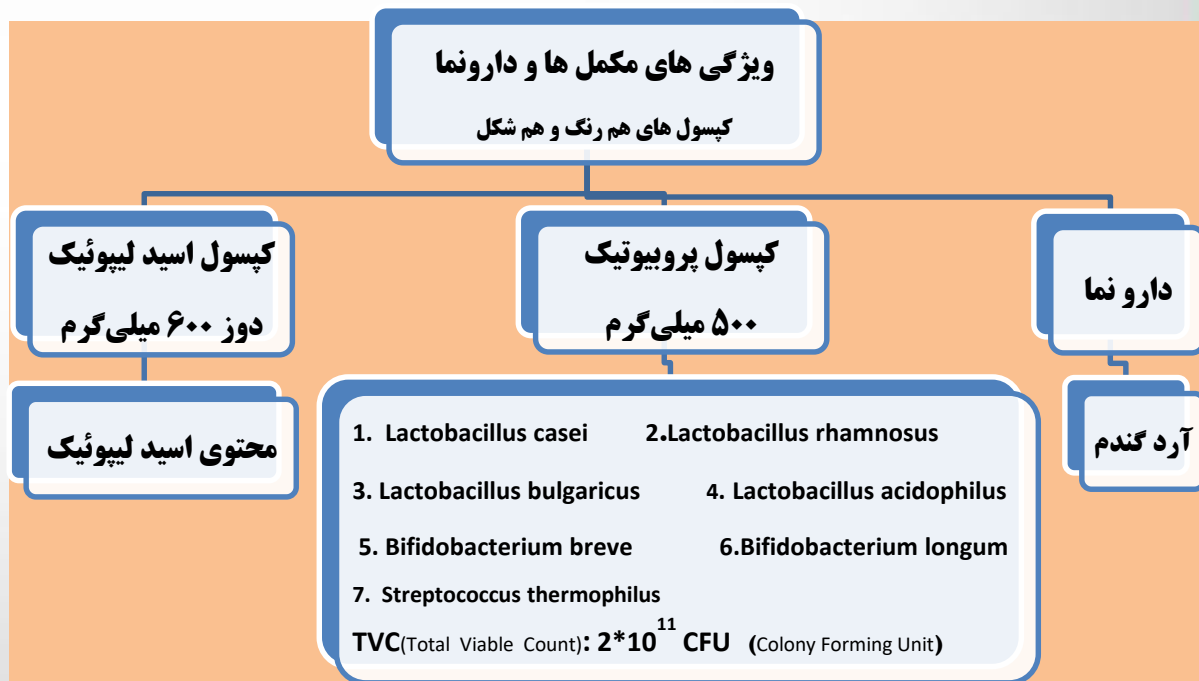 ویژگی های مکمل ها و دارونما
کپسول های هم رنگ و هم شکل
دارو نما
آرد گندم
کپسول پروبیوتیک
۵۰۰ میلی‌گرم
1. Lactobacillus casei 2.Lactobacillus rhamnosus
3. Lactobacillus bulgaricus 4. Lactobacillus acidophilus
5. Bifidobacterium breve 6.Bifidobacterium longum
7. Streptococcus thermophilus
TVC(Total Viable Count): 2*10^11 CFU (Colony Forming Unit)
کپسول اسید لیپوئیک
دوز ۶۰۰ میلی‌گرم
محتوی اسید لیپوئیک